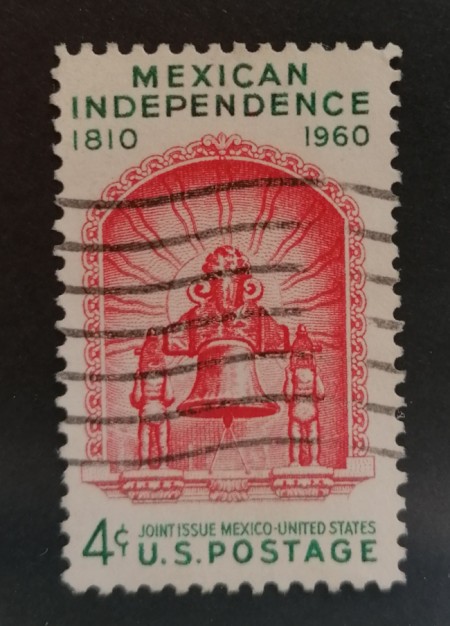 MEXICAN
INDEPENDENCE
1810 1960
4¢ JOINT ISSUE MEXICO-UNITED STATES
U.S. POSTAGE